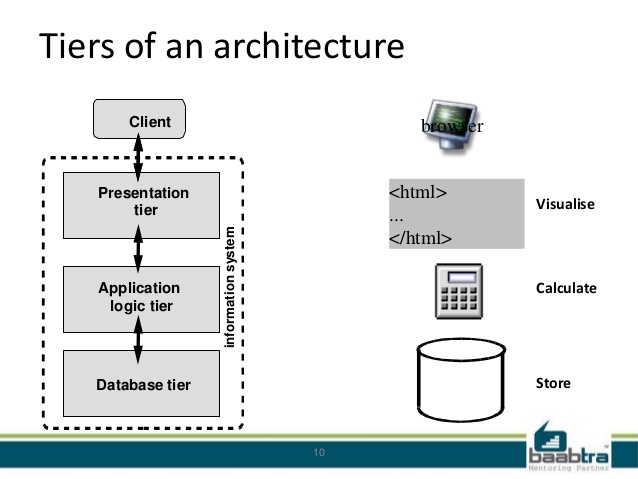 Tiers of an architecture
Client
Presentation
tier
Application
logic tier
Database tier
information system
browser
<html>
...
</html>
Visualise
Calculate
Store
10
baabtra
Mentoring Partner